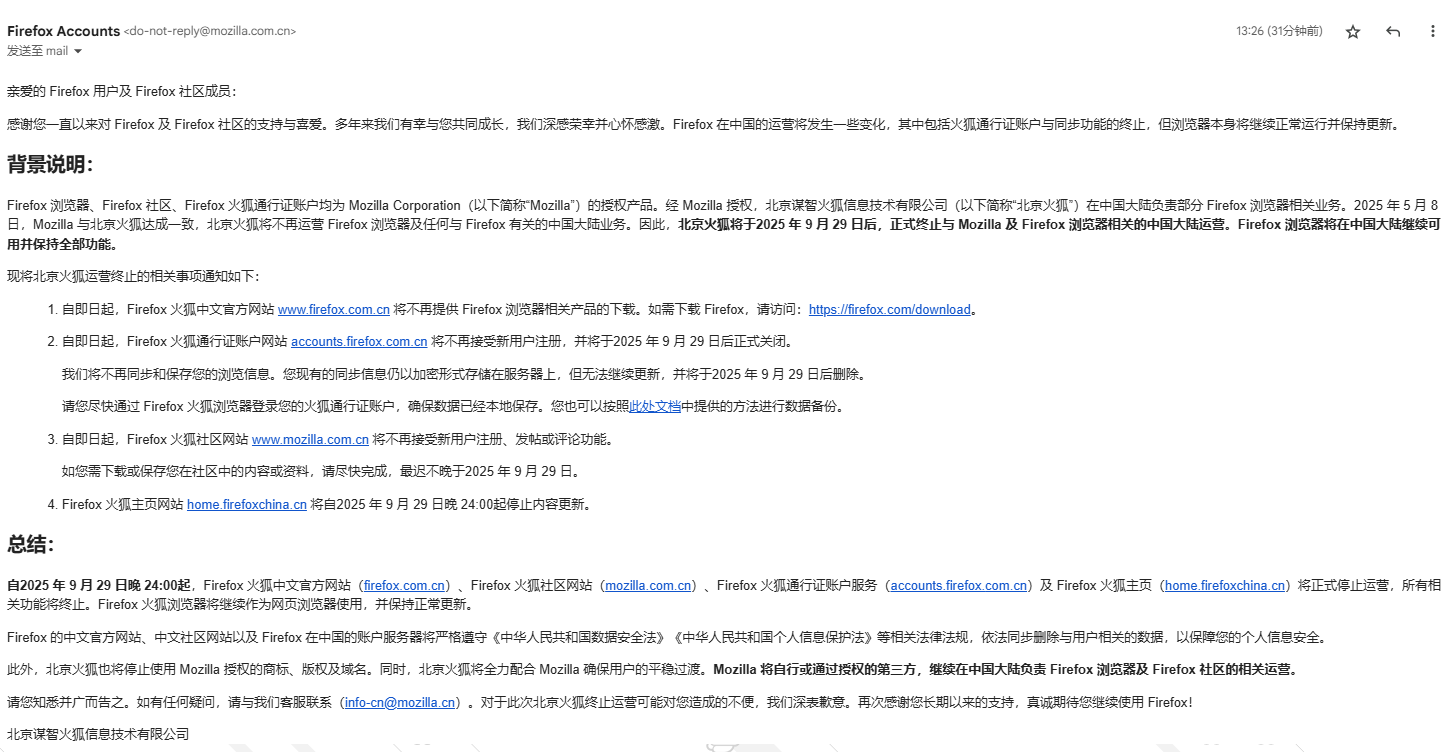 Firefox Accounts <do-not-reply@mozilla.com.cn>
13:26 (31分钟前)
发送至 mail
亲爱的 Firefox 用户及 Firefox 社区成员：
感谢您一直以来对 Firefox 及 Firefox 社区的支持与喜爱。多年来我们有幸与您共同成长，我们深感荣幸并心怀感激。Firefox 在中国的运营将发生一些变化，其中包括火狐通行证账户与同步功能的终止，但浏览器本身将继续正常运行并保持更新。
背景说明：
Firefox 浏览器、Firefox 社区、Firefox 火狐通行证账户均为 Mozilla Corporation（以下简称“Mozilla”）的授权产品。经 Mozilla 授权，北京谋智火狐信息技术有限公司（以下简称“北京火狐”）在中国大陆负责部分 Firefox 浏览器相关业务。2025 年 5 月 8
日，Mozilla 与北京火狐达成一致，北京火狐将不再运营 Firefox 浏览器及任何与 Firefox 有关的中国大陆业务。因此，北京火狐将于2025 年 9 月 29 日后，正式终止与 Mozilla 及 Firefox 浏览器相关的中国大陆运营。Firefox 浏览器将在中国大陆继续可
用并保持全部功能。
现将北京火狐运营终止的相关事项通知如下：
1. 自即日起，Firefox 火狐中文官方网站 www.firefox.com.cn 将不再提供 Firefox 浏览器相关产品的下载。如需下载 Firefox，请访问：https://firefox.com/download。
2. 自即日起，Firefox 火狐通行证账户网站 accounts.firefox.com.cn 将不再接受新用户注册，并将于2025 年 9 月 29 日后正式关闭。
我们将不再同步和保存您的浏览信息。您现有的同步信息仍以加密形式存储在服务器上，但无法继续更新，并将于2025 年 9 月 29 日后删除。
请您尽快通过 Firefox 火狐浏览器登录您的火狐通行证账户，确保数据已经本地保存。您也可以按照此处文档中提供的方法进行数据备份。
3. 自即日起，Firefox 火狐社区网站 www.mozilla.com.cn 将不再接受新用户注册、发帖或评论功能。
如您需下载或保存您在社区中的内容或资料，请尽快完成，最迟不晚于2025 年 9 月 29 日。
4. Firefox 火狐主页网站 home.firefoxchina.cn 将自2025 年 9 月 29 日晚 24:00起停止内容更新。
总结：
自2025 年 9 月 29 日晚 24:00起，Firefox 火狐中文官方网站（firefox.com.cn）、Firefox 火狐社区网站（mozilla.com.cn）、Firefox 火狐通行证账户服务（accounts.firefox.com.cn）及 Firefox 火狐主页（home.firefoxchina.cn）将正式停止运营，所有相
关功能将终止。Firefox 火狐浏览器将继续作为网页浏览器使用，并保持正常更新。
Firefox 的中文官方网站、中文社区网站以及 Firefox 在中国的账户服务器将严格遵守《中华人民共和国数据安全法》《中华人民共和国个人信息保护法》等相关法律法规，依法同步删除与用户相关的数据，以保障您的个人信息安全。
此外，北京火狐也将停止使用 Mozilla 授权的商标、版权及域名。同时，北京火狐将全力配合 Mozilla 确保用户的平稳过渡。Mozilla 将自行或通过授权的第三方，继续在中国大陆负责 Firefox 浏览器及 Firefox 社区的相关运营。
请您知悉并广而告之。如有任何疑问，请与我们客服联系（info-cn@mozilla.cn）。对于此次北京火狐终止运营可能对您造成的不便，我们深表歉意。再次感谢您长期以来的支持，真诚期待您继续使用 Firefox！
北京谋智火狐信息技术有限公司